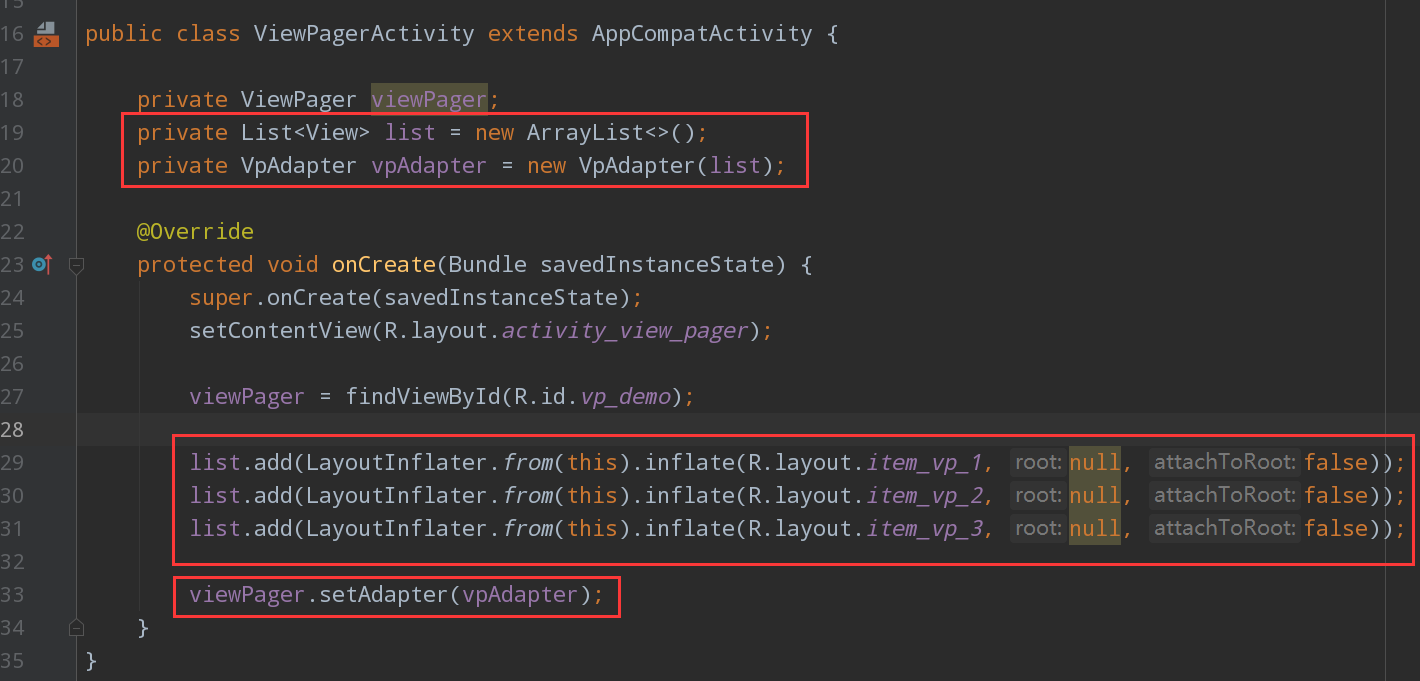 15
16 public class ViewPagerActivity extends AppCompatActivity {
17
18 private ViewPager viewPager;
19 private List<View> list = new ArrayList<>();
20 private VpAdapter vpAdapter = new VpAdapter(list);
21
22 @Override
23 protected void onCreate(Bundle savedInstanceState) {
24 super.onCreate(savedInstanceState);
25 setContentView(R.layout.activity_view_pager);
26
27 viewPager = findViewById(R.id.vp_demo);
28
29 list.add(LayoutInflater.from(this).inflate(R.layout.item_vp_1, root: null, attachToRoot: false));
30 list.add(LayoutInflater.from(this).inflate(R.layout.item_vp_2, root: null, attachToRoot: false));
31 list.add(LayoutInflater.from(this).inflate(R.layout.item_vp_3, root: null, attachToRoot: false));
32
33 viewPager.setAdapter(vpAdapter);
34 }
35 }